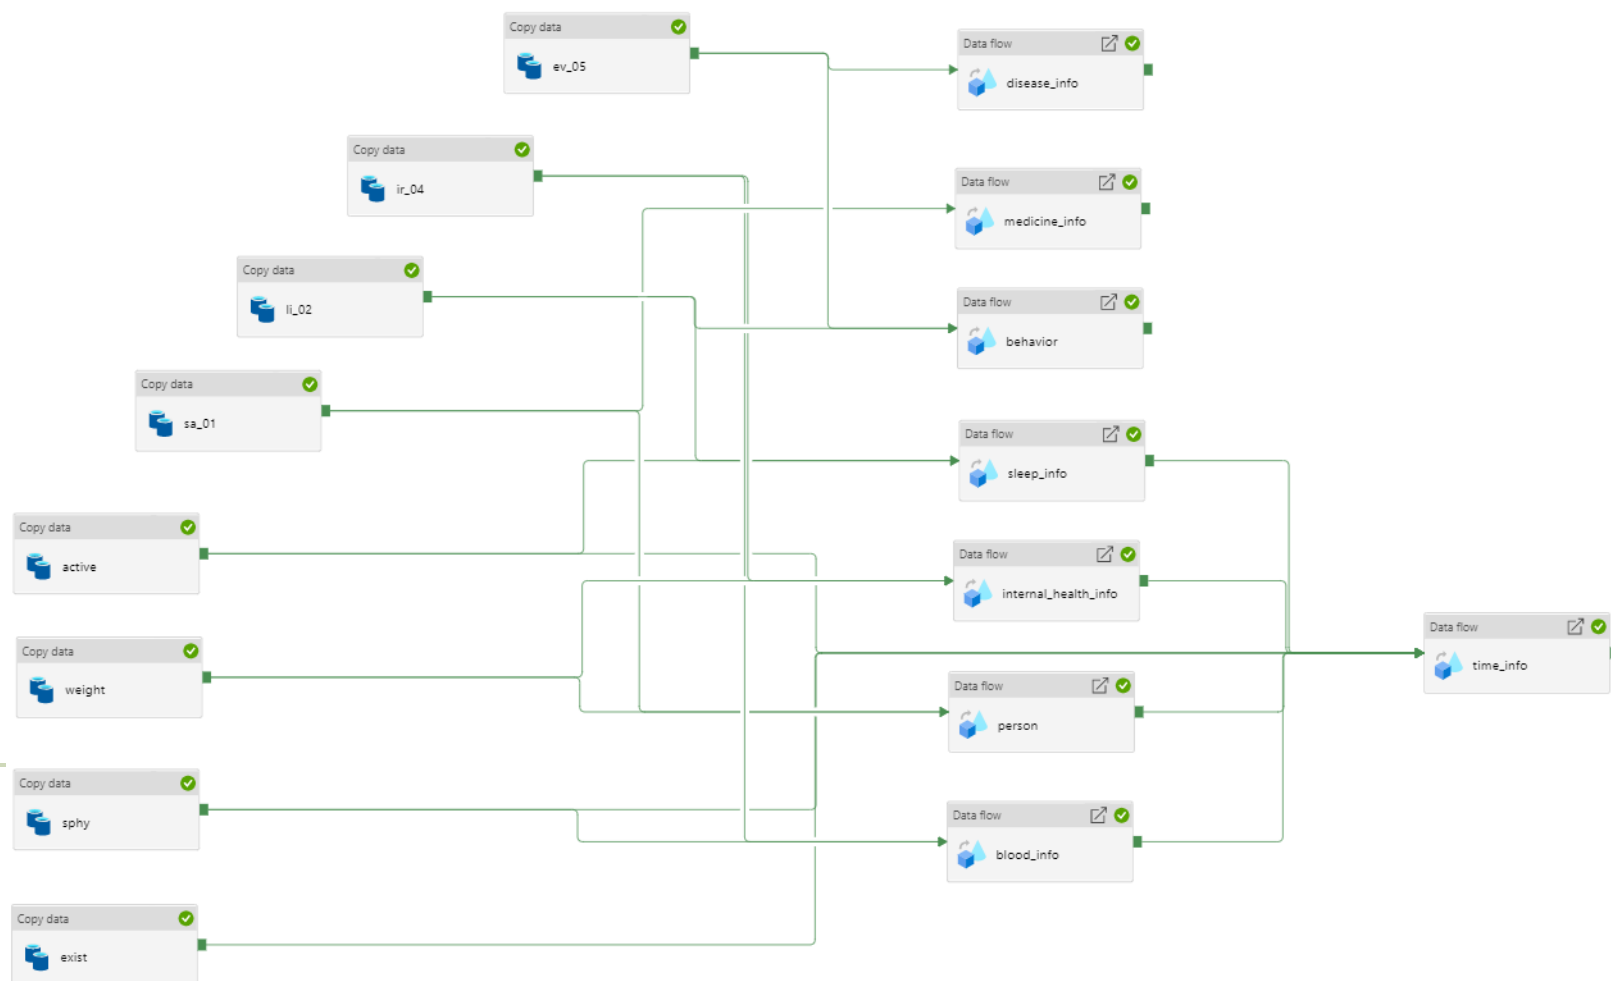 Copy data
ev_05
Data flow
disease_info
Copy data
ir_04
Data flow
medicine_info
Copy data
li_02
Data flow
behavior
Copy data
sa_01
Data flow
sleep_info
Copy data
active
Data flow
internal_health_info
Copy data
weight
Data flow
person
Data flow
time_info
Copy data
sphy
Data flow
blood_info
Copy data
exist